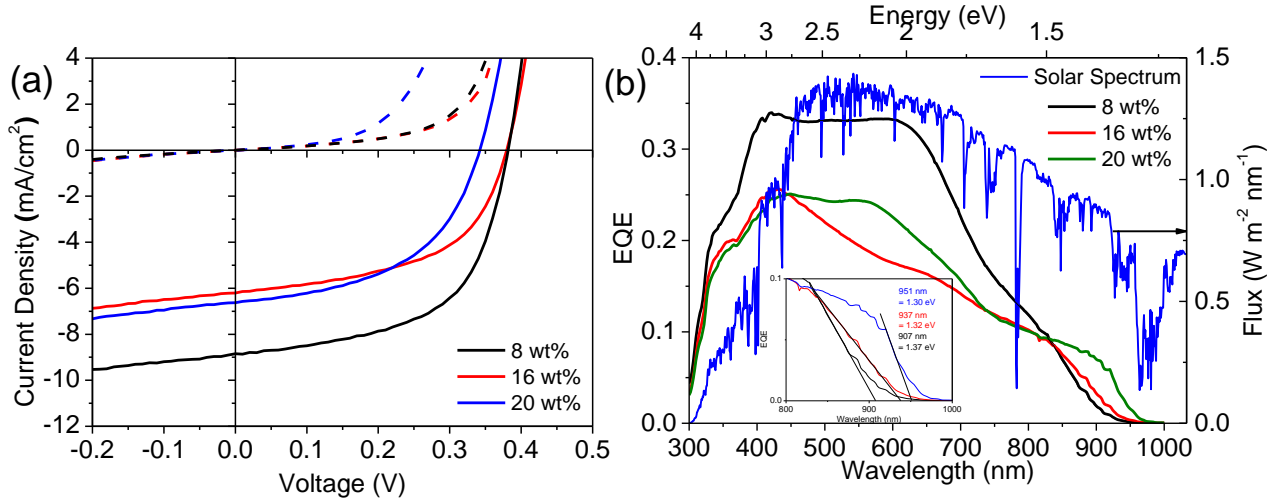 (a)
Current Density (mA/cm²)
4
2
0
-2
-4
-6
-8
-10
-12
-0.2 -0.1 0.0 0.1 0.2 0.3 0.4 0.5
Voltage (V)
8 wt%
16 wt%
20 wt%
(b)
Energy (eV)
4 3 2.5 2 1.5
EQE
0.4
0.3
0.2
0.1
0.0
300 400 500 600 700 800 900 1000
Wavelength (nm)
1.5
1.0
0.5
0.0
Flux (W m⁻² nm⁻¹)
Solar Spectrum
8 wt%
16 wt%
20 wt%
EQE
0.1
0.0
800 900 1000
Wavelength (nm)
951 nm
= 1.30 eV
937 nm
= 1.32 eV
907 nm
= 1.37 eV